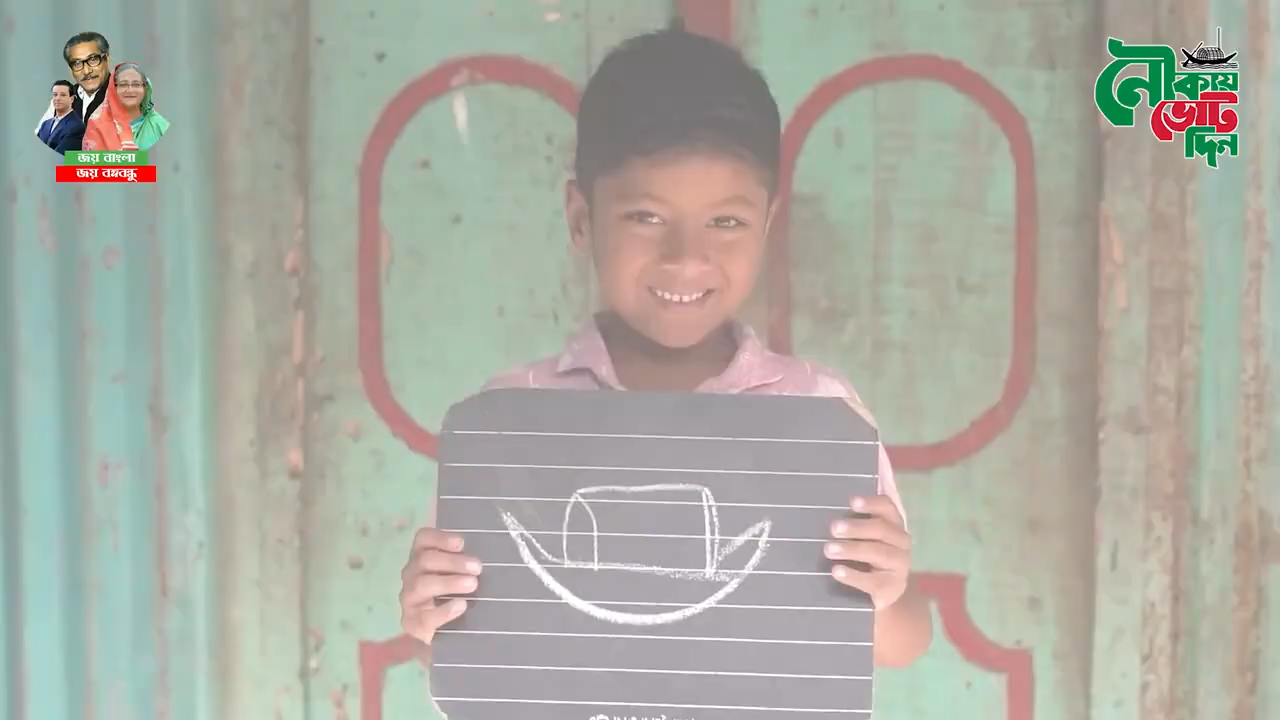 জয় বাংলা
জয় বঙ্গবন্ধু
নৌকায়
ভোট
দিন